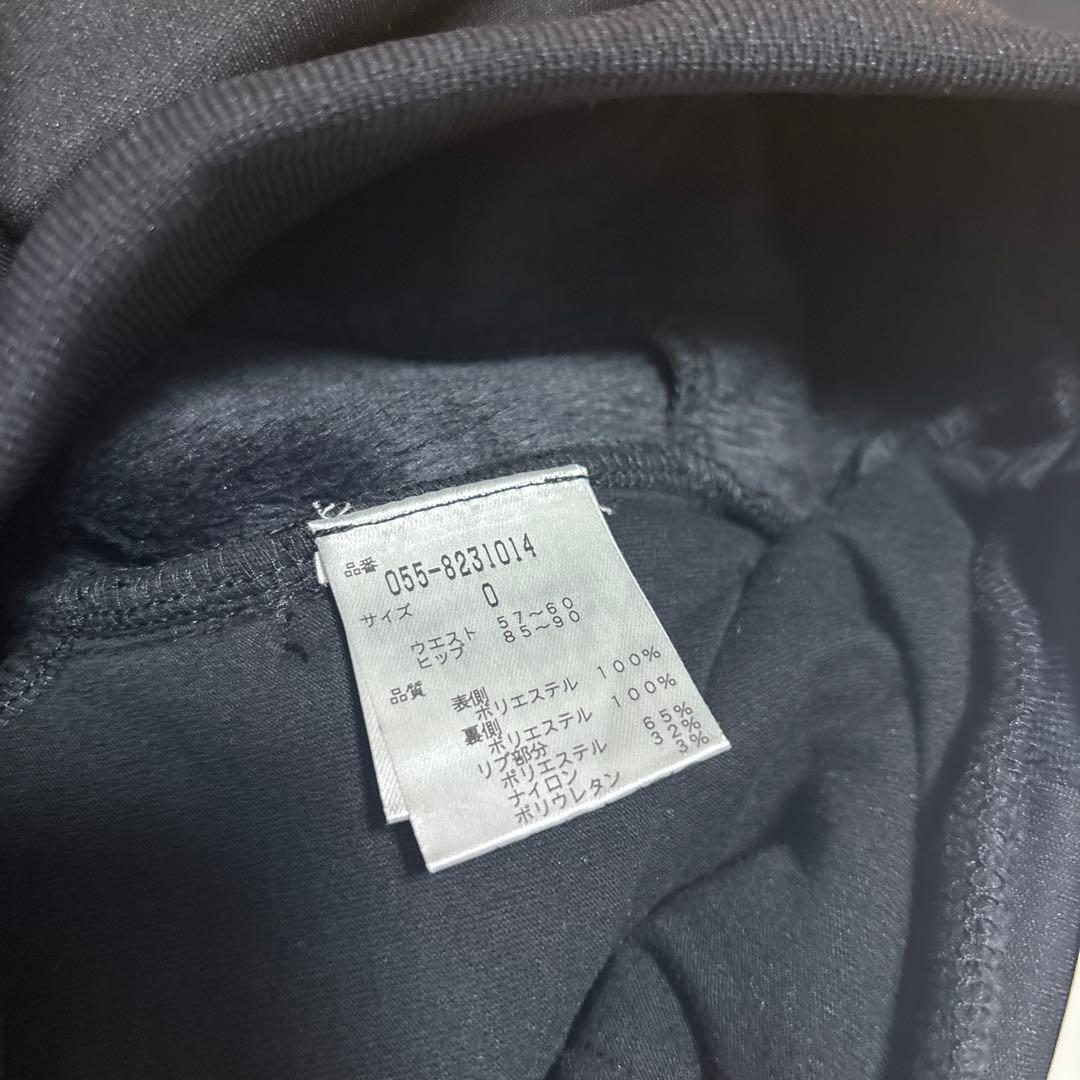 品番 055-8231014
サイズ 0
ウエスト 57〜60
ヒップ 85〜90
品質 表側
ポリエステル 100%
裏側
ポリエステル 100%
リブ部分
ポリエステル 65%
ナイロン 32%
ポリウレタン 3%